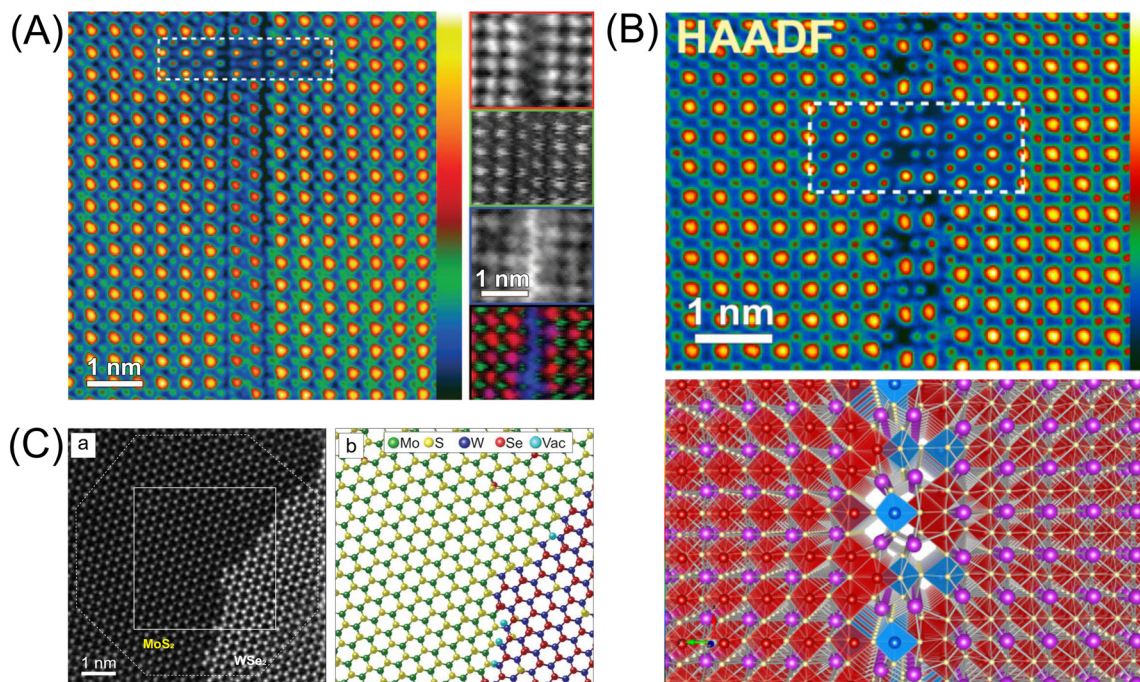 (A)
1 nm
1 nm
(B)
HAADF
1 nm
(C)
a
MoS₂
WSe₂
1 nm
b
Mo S W Se Vac